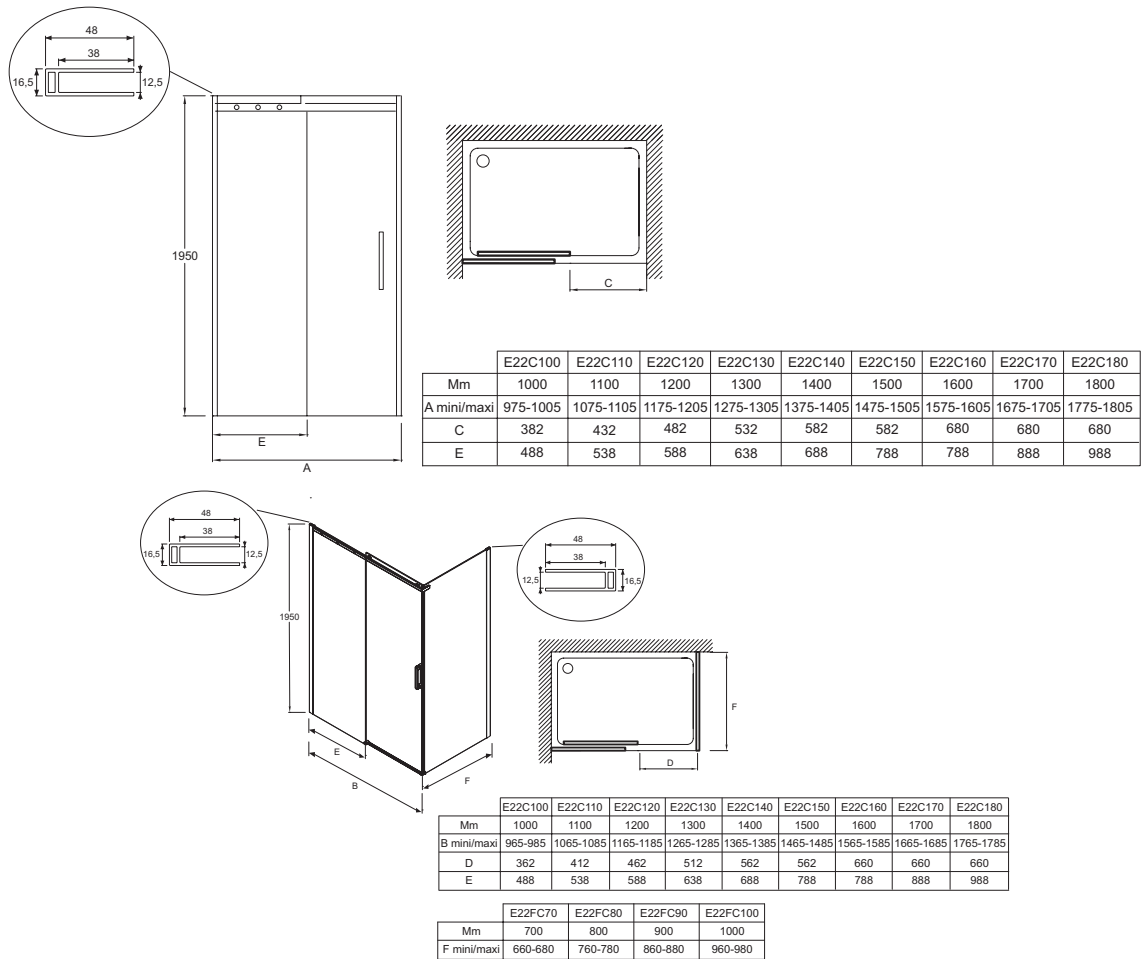 48
38
16,5
12,5
1950
C
E
A
E22C100 E22C110 E22C120 E22C130 E22C140 E22C150 E22C160 E22C170 E22C180
Mm 1000 1100 1200 1300 1400 1500 1600 1700 1800
A mini/maxi 975-1005 1075-1105 1175-1205 1275-1305 1375-1405 1475-1505 1575-1605 1675-1705 1775-1805
C 382 432 482 532 582 582 680 680 680
E 488 538 588 638 688 788 788 888 988
48
38
16,5
12,5
48
38
12,5
16,5
1950
E
B
F
F
D
E22C100 E22C110 E22C120 E22C130 E22C140 E22C150 E22C160 E22C170 E22C180
Mm 1000 1100 1200 1300 1400 1500 1600 1700 1800
B mini/maxi 965-985 1065-1085 1165-1185 1265-1285 1365-1385 1465-1485 1565-1585 1665-1685 1765-1785
D 362 412 462 512 562 562 660 660 660
E 488 538 588 638 688 788 788 888 988
E22FC70 E22FC80 E22FC90 E22FC100
Mm 700 800 900 1000
F mini/maxi 660-680 760-780 860-880 960-980